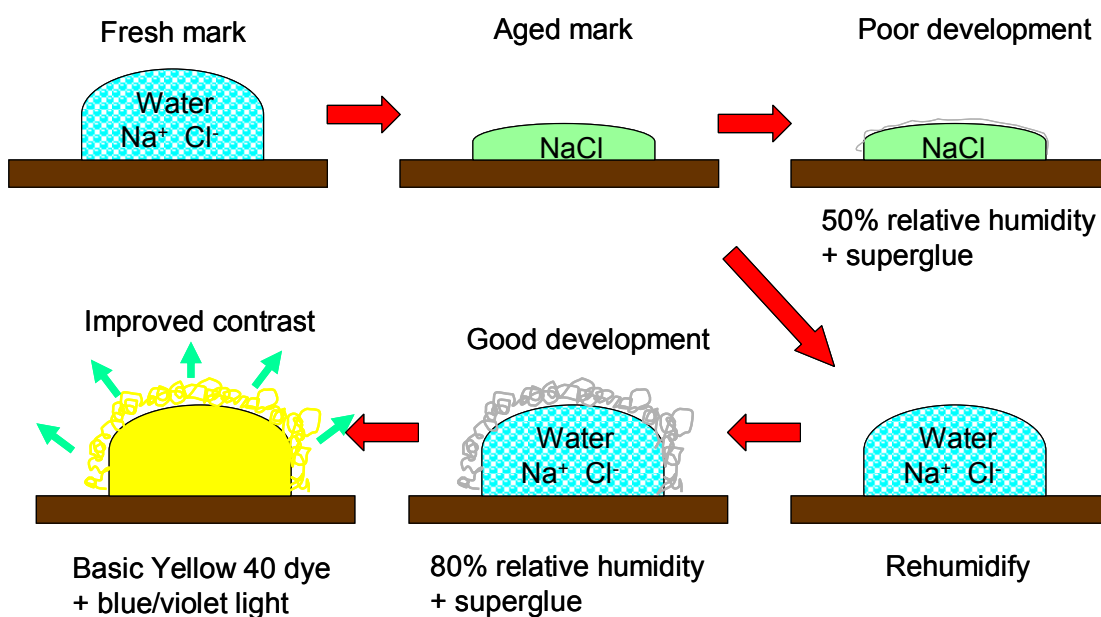 Fresh mark
Aged mark
Poor development
Water
Na⁺ Cl⁻
NaCl
NaCl
50% relative humidity
+ superglue
Improved contrast
Good development
Water
Na⁺ Cl⁻
Water
Na⁺ Cl⁻
Basic Yellow 40 dye
+ blue/violet light
80% relative humidity
+ superglue
Rehumidify